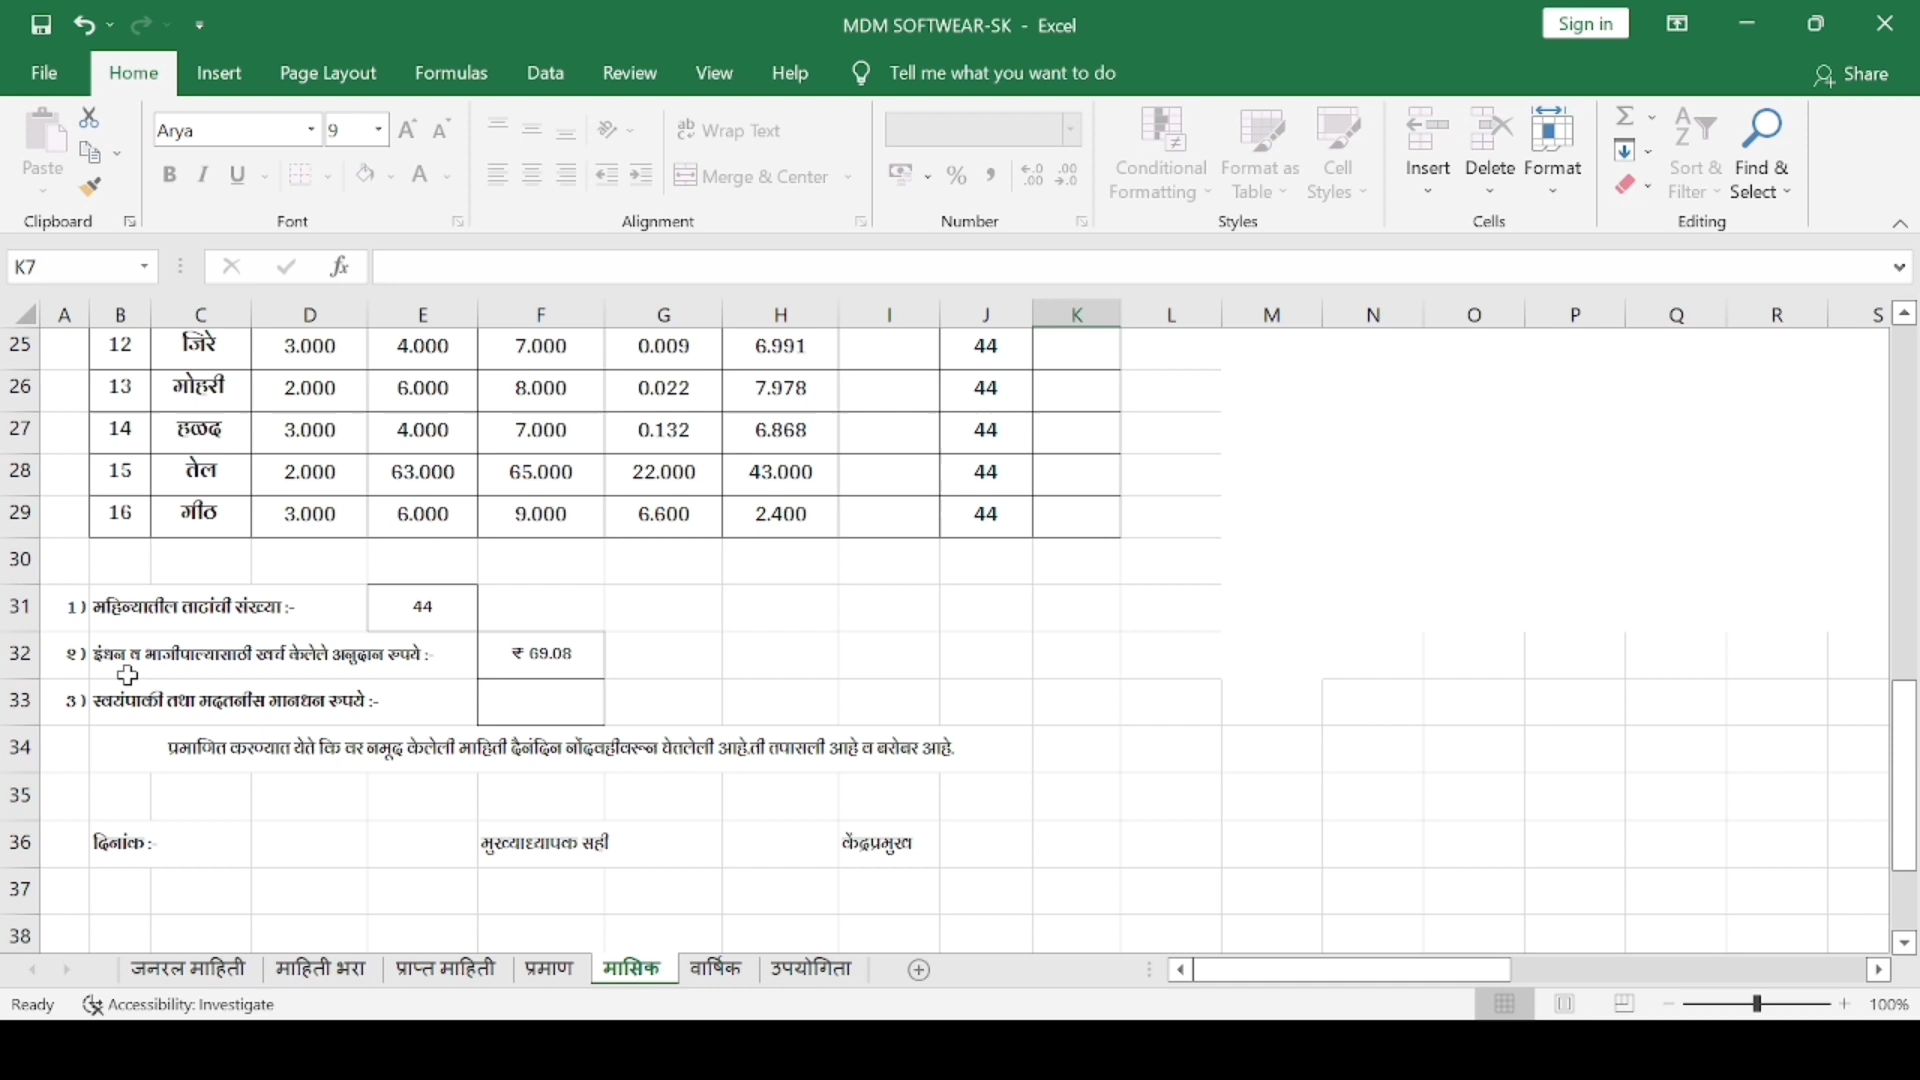 MDM SOFTWEAR-SK - Excel
Sign in
File Home Insert Page Layout Formulas Data Review View Help Tell me what you want to do Share
Paste
Clipboard
Arya 9
B I U
Font
Wrap Text
Merge & Center
Alignment
Number
Conditional Formatting
Format as Table
Cell Styles
Styles
Insert Delete Format
Cells
Sort & Filter
Find & Select
Editing
K7 fx
A B C D E F G H I J K L M N O P Q R S
25 12 जिरे 3.000 4.000 7.000 0.009 6.991 44
26 13 मोहरी 2.000 6.000 8.000 0.022 7.978 44
27 14 हळद 3.000 4.000 7.000 0.132 6.868 44
28 15 तेल 2.000 63.000 65.000 22.000 43.000 44
29 16 मीठ 3.000 6.000 9.000 6.600 2.400 44
30
31 1) महिन्यातील ताटांची संख्या :- 44
32 २) इंधन व भाजीपाल्यासाठी खर्च केलेले अनुदान रुपये :- ₹ 69.08
33 3) स्वयंपाकी तथा मदतनीस मानधन रुपये :-
34 प्रमाणित करण्यात येते कि वर नमूद केलेली माहिती दैनंदिन नोंदवहीवरून घेतलेली आहे.ती तपासली आहे व बरोबर आहे.
35
36 दिनांक :- मुख्याध्यापक सही केंद्रप्रमुख
37
38
जनरल माहिती माहिती भरा प्राप्त माहिती प्रमाण मासिक वार्षिक उपयोगिता
Ready Accessibility: Investigate 100%